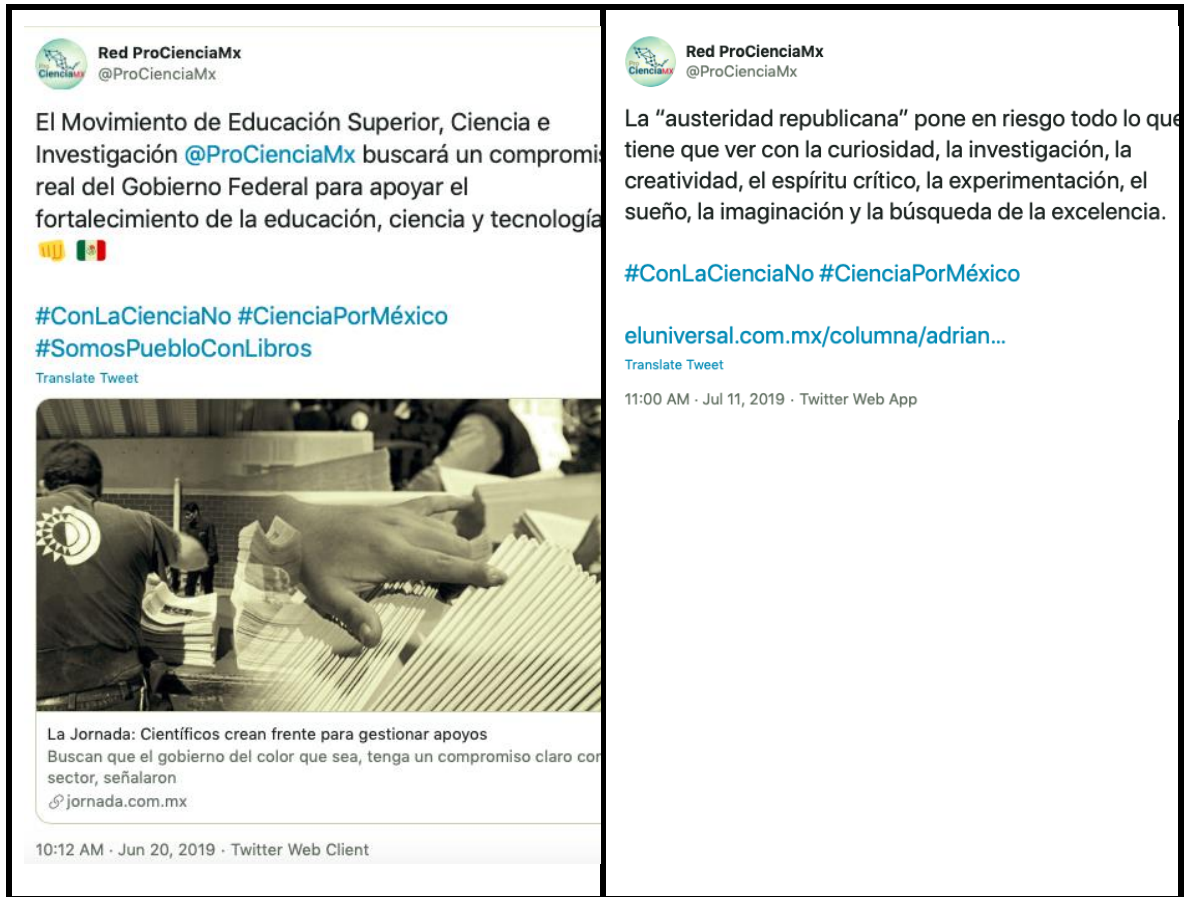 Red ProCienciaMx
@ProCienciaMx
El Movimiento de Educación Superior, Ciencia e
Investigación @ProCienciaMx buscará un compromis
real del Gobierno Federal para apoyar el
fortalecimiento de la educación, ciencia y tecnología
#ConLaCienciaNo #CienciaPorMéxico
#SomosPuebloConLibros
Translate Tweet
La Jornada: Científicos crean frente para gestionar apoyos
Buscan que el gobierno del color que sea, tenga un compromiso claro con
sector, señalaron
jornada.com.mx
10:12 AM · Jun 20, 2019 · Twitter Web Client
Red ProCienciaMx
@ProCienciaMx
La “austeridad republicana” pone en riesgo todo lo que
tiene que ver con la curiosidad, la investigación, la
creatividad, el espíritu crítico, la experimentación, el
sueño, la imaginación y la búsqueda de la excelencia.
#ConLaCienciaNo #CienciaPorMéxico
eluniversal.com.mx/columna/adrian...
Translate Tweet
11:00 AM · Jul 11, 2019 · Twitter Web App